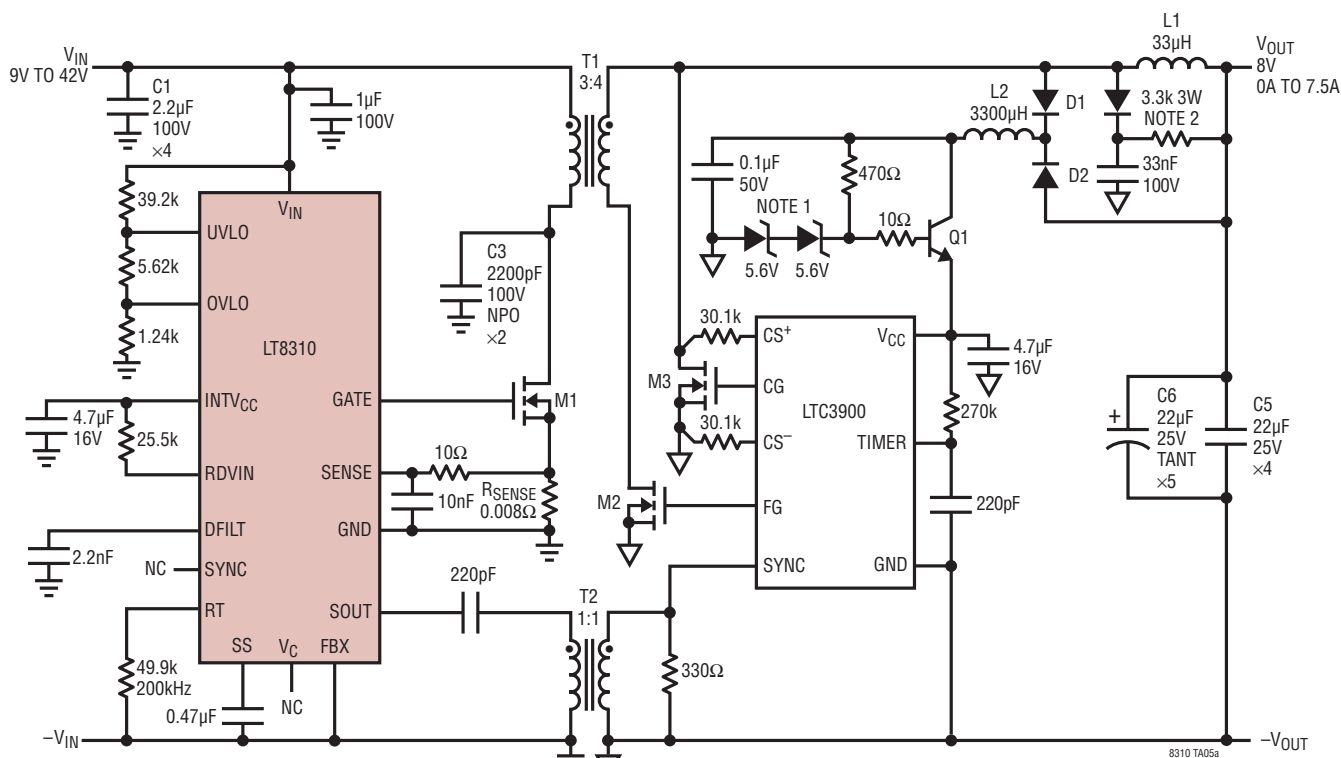 VIN
9V TO 42V
C1
2.2µF
100V
×4
1µF
100V
T1
3:4
L1
33µH
VOUT
8V
0A TO 7.5A
L2
3300µH
D1
3.3k 3W
NOTE 2
D2
33nF
100V
0.1µF
50V
470Ω
NOTE 1
5.6V
5.6V
10Ω
Q1
39.2k
5.62k
1.24k
VIN
UVLO
OVLO
LT8310
INTVCC
GATE
RDVIN
SENSE
DFILT
GND
SYNC
RT
SOUT
SS
VC
FBX
C3
2200pF
100V
NPO
×2
M1
4.7µF
16V
25.5k
10Ω
10nF
RSENSE
0.008Ω
2.2nF
NC
220pF
49.9k
200kHz
0.47µF
NC
–VIN
T2
1:1
330Ω
30.1k
M3
30.1k
M2
CS+
VCC
CG
LTC3900
CS–
TIMER
FG
SYNC
GND
4.7µF
16V
270k
220pF
C6
22µF
25V
TANT
×5
+
C5
22µF
25V
×4
–VOUT
8310 TA05a